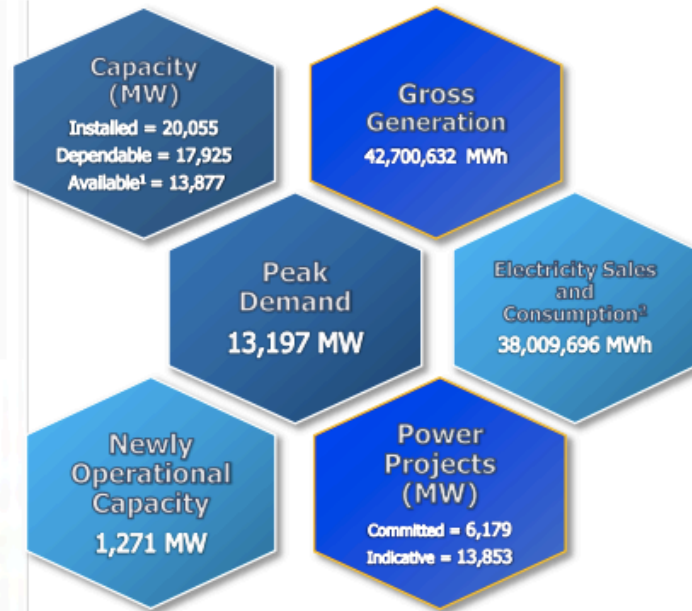 Capacity
(MW)
Installed = 20,055
Dependable = 17,925
Available¹ = 13,877
Gross
Generation
42,700,632 MWh
Peak
Demand
13,197 MW
Electricity Sales
and
Consumption²
38,009,696 MWh
Newly
Operational
Capacity
1,271 MW
Power
Projects
(MW)
Committed = 6,179
Indicative = 13,853